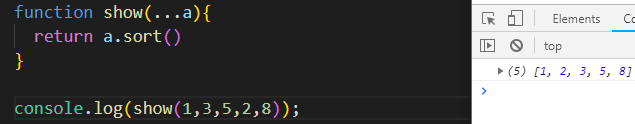 function show(...a){
return a.sort()
}
console.log(show(1,3,5,2,8));
Elements
top
(5) [1, 2, 3, 5, 8]